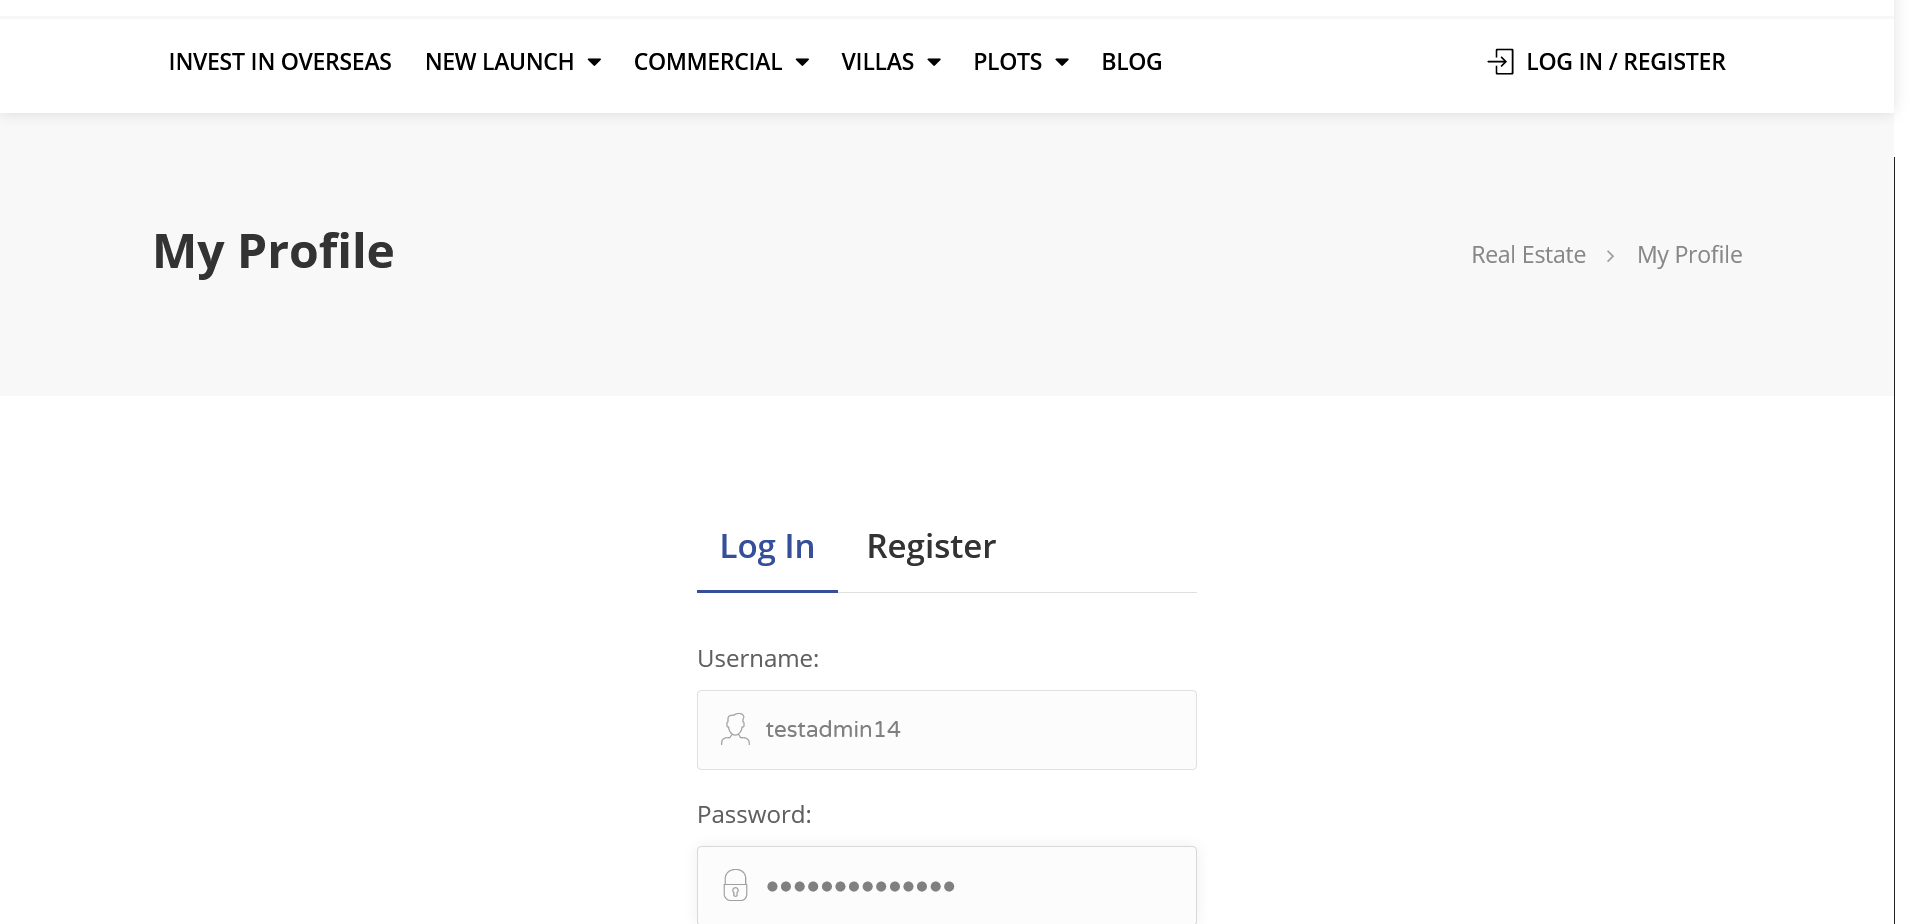 INVEST IN OVERSEAS NEW LAUNCH COMMERCIAL VILLAS PLOTS BLOG LOG IN / REGISTER
My Profile
Real Estate > My Profile
Log In Register
Username:
testadmin14
Password:
••••••••••••••